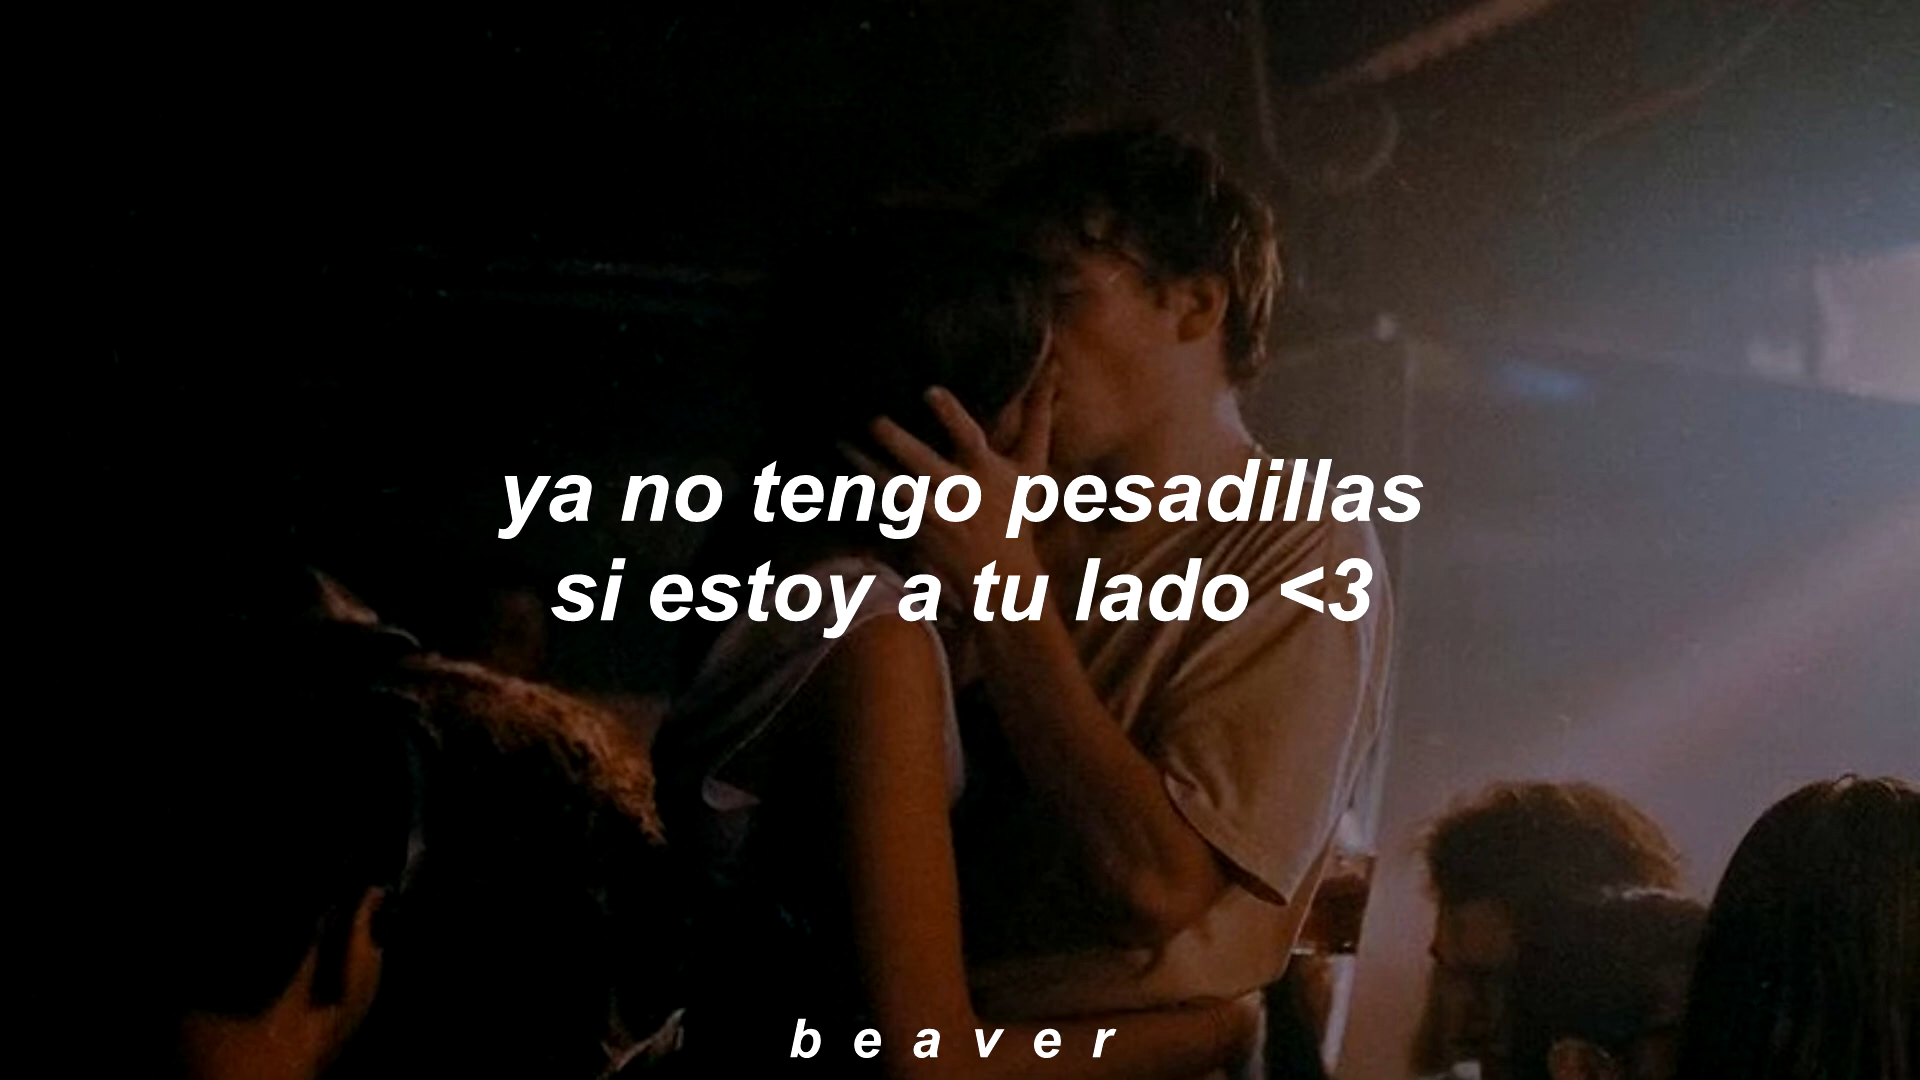 ya no tengo pesadillas
si estoy a tu lado <3
b e a v e r